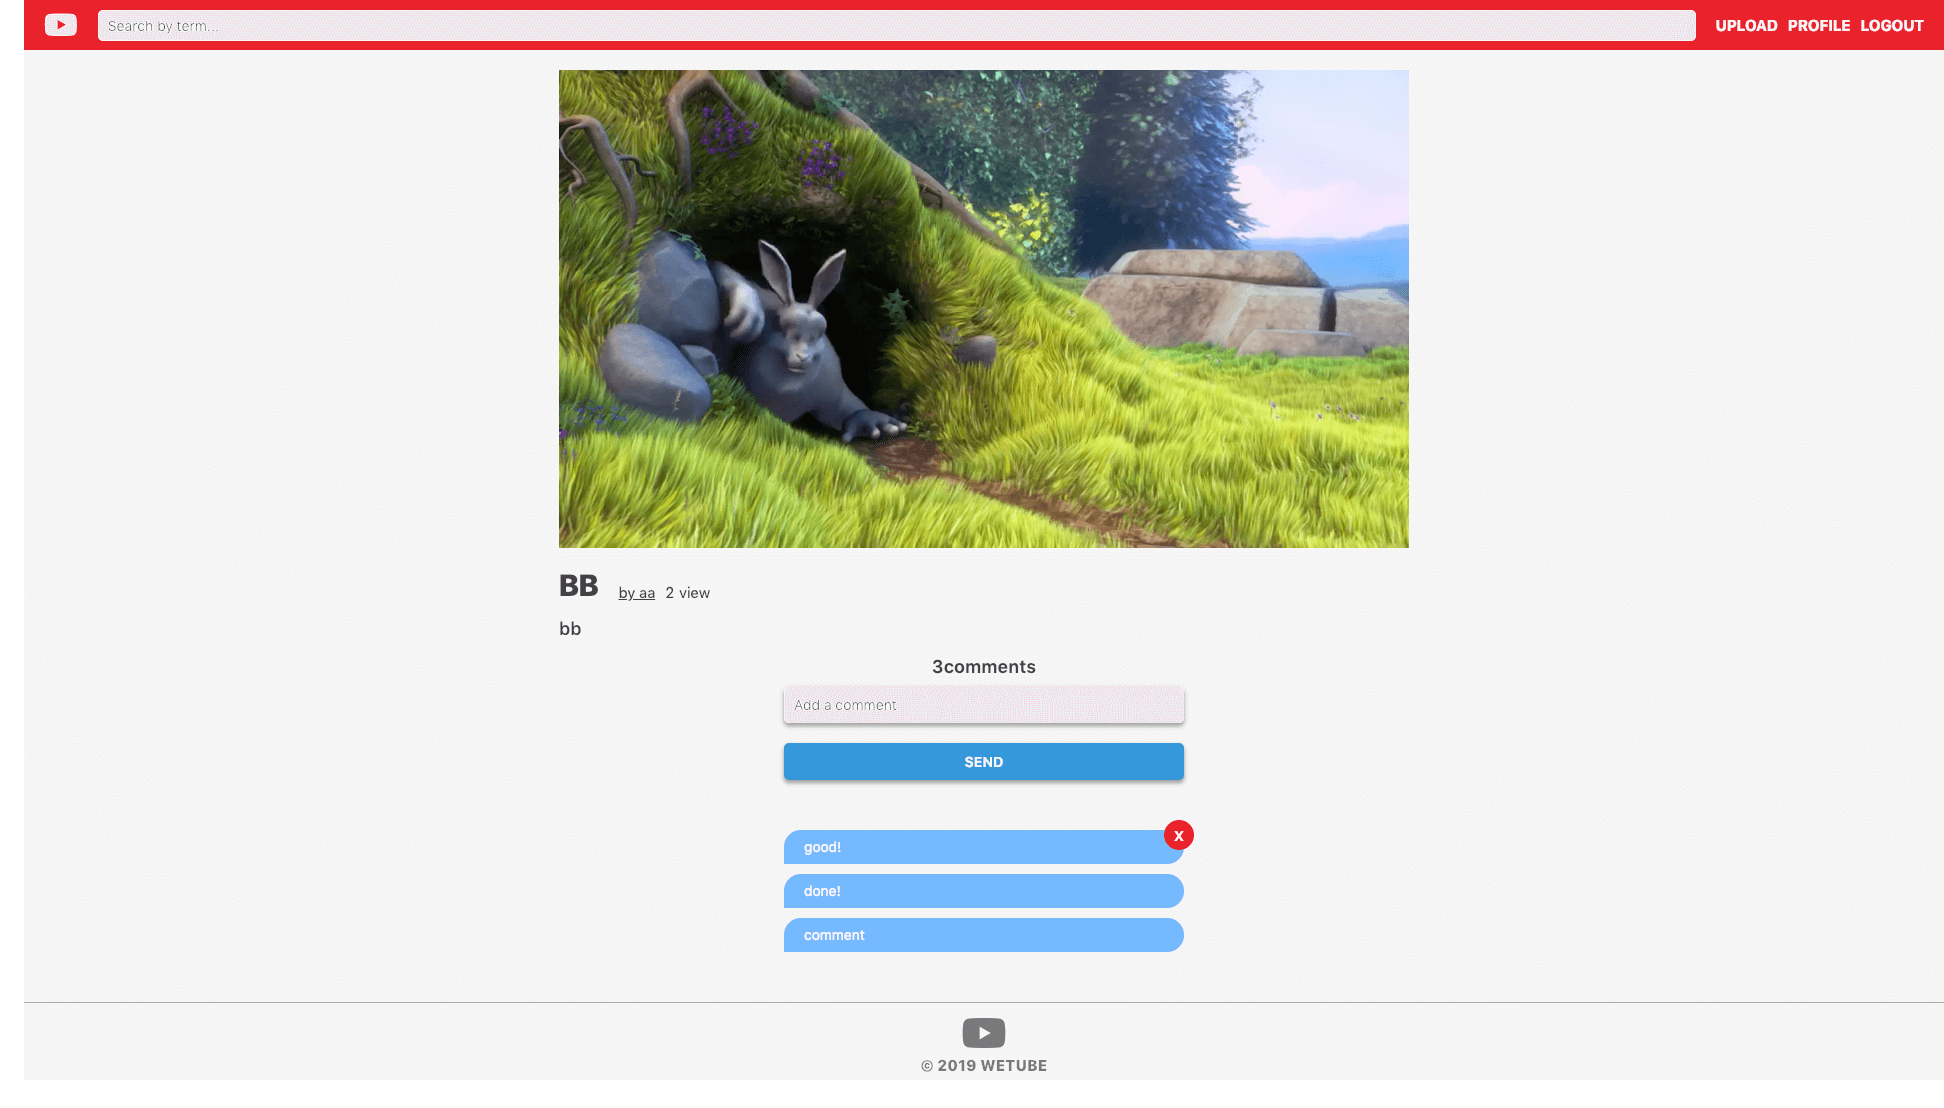 Search by term...
UPLOAD PROFILE LOGOUT
BB by aa 2 view
bb
3comments
Add a comment
SEND
X
good!
done!
comment
© 2019 WETUBE